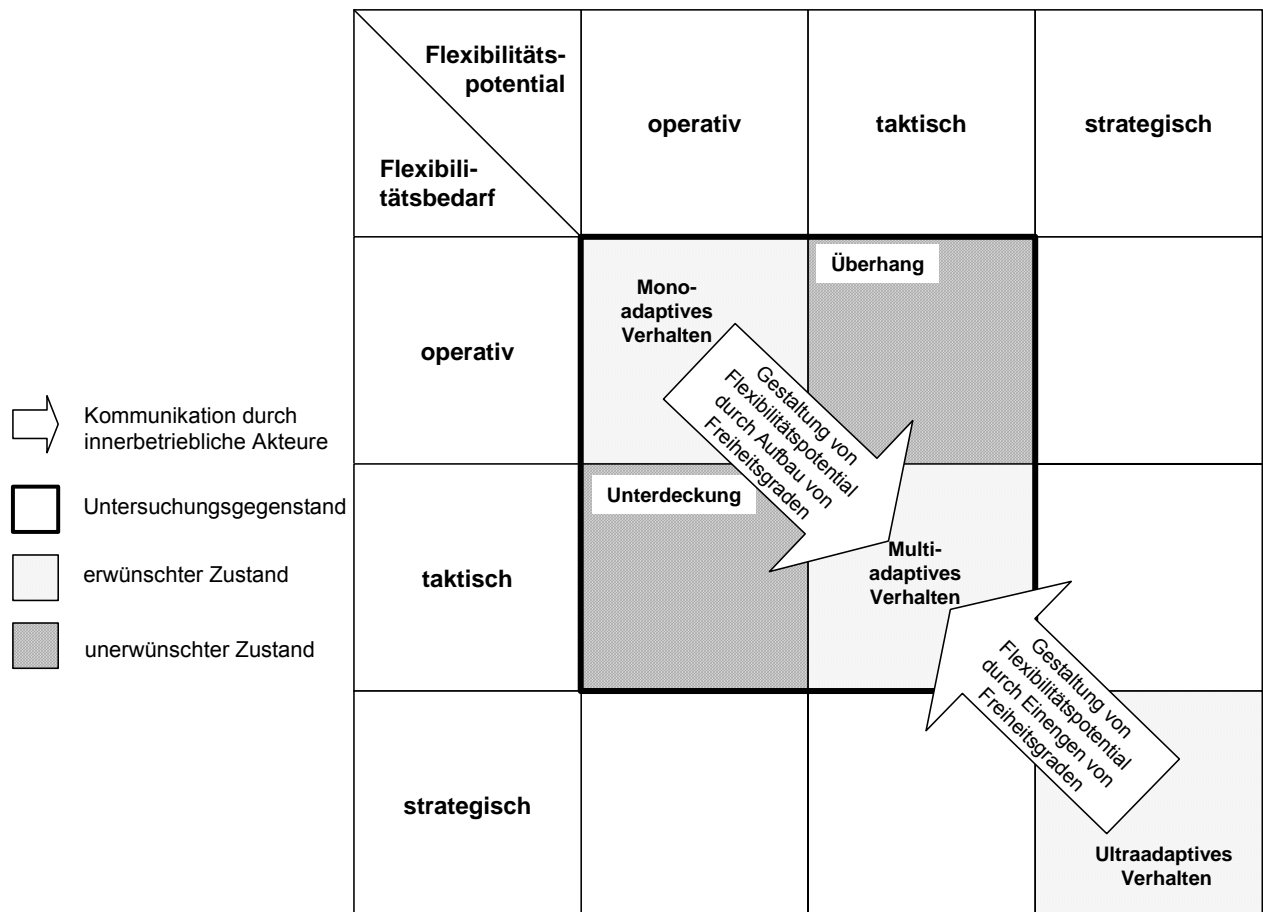 Flexibilitäts-
potential
Flexibili-
tätsbedarf
operativ
taktisch
strategisch
operativ
Mono-
adaptives
Verhalten
Überhang
Gestaltung von
Flexibilitätspotential
durch Aufbau von
Freiheitsgraden
taktisch
Unterdeckung
Multi-
adaptives
Verhalten
Gestaltung von
Flexibilitätspotential
durch Einengen von
Freiheitsgraden
strategisch
Ultraadaptives
Verhalten
Kommunikation durch
innerbetriebliche Akteure
Untersuchungsgegenstand
erwünschter Zustand
unerwünschter Zustand